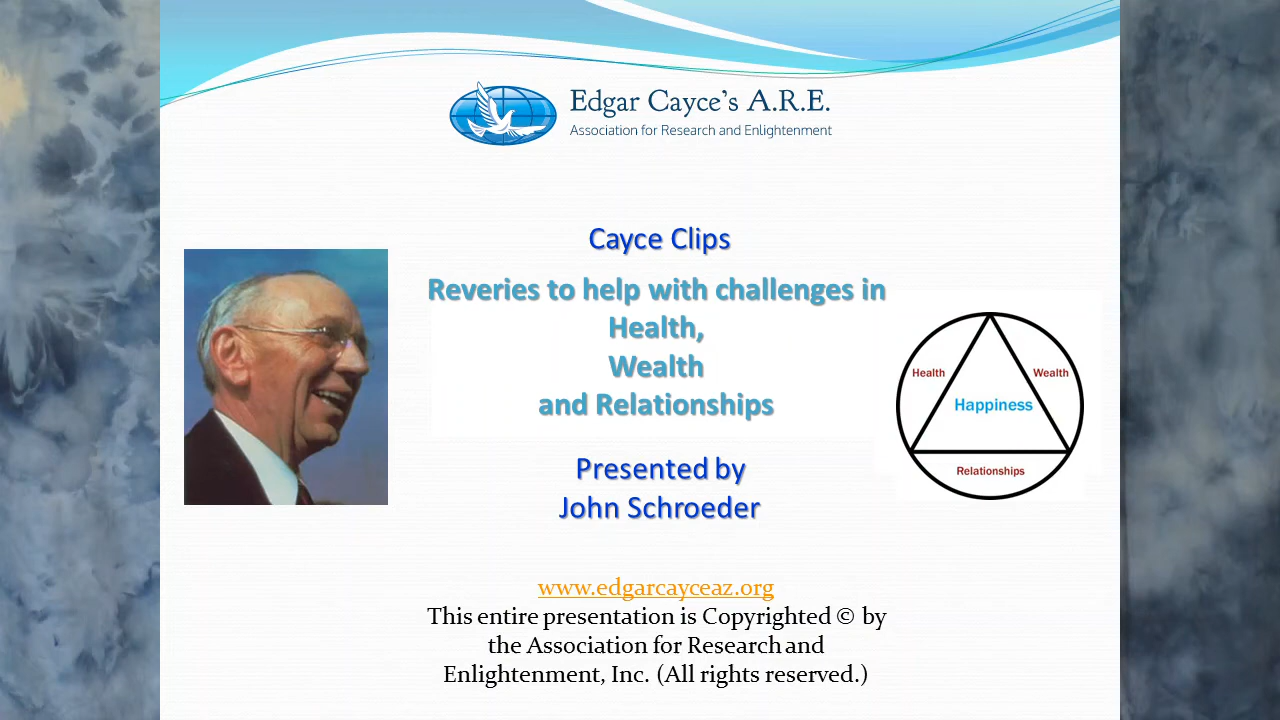 Edgar Cayce's A.R.E.
Association for Research and Enlightenment
Cayce Clips
Reveries to help with challenges in
Health,
Wealth
and Relationships
Health
Wealth
Happiness
Relationships
Presented by
John Schroeder
www.edgarcayceaz.org
This entire presentation is Copyrighted © by
the Association for Research and
Enlightenment, Inc. (All rights reserved.)